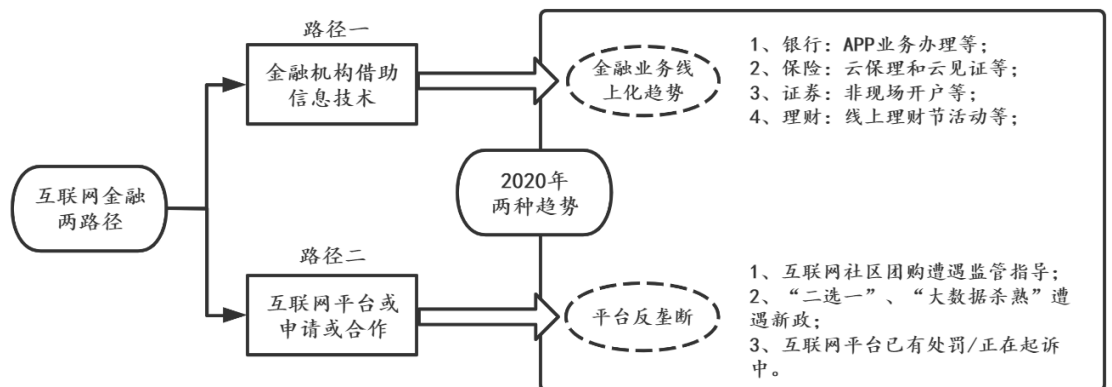 路径一
金融机构借助
信息技术
金融业务线
上化趋势
1、银行：APP业务办理等；
2、保险：云保理和云见证等；
3、证券：非现场开户等；
4、理财：线上理财节活动等；
互联网金融
两路径
2020年
两种趋势
路径二
互联网平台或
申请或合作
平台反垄断
1、互联网社区团购遭遇监管指导；
2、“二选一”、“大数据杀熟”遭
遇新政；
3、互联网平台已有处罚/正在起诉
中。